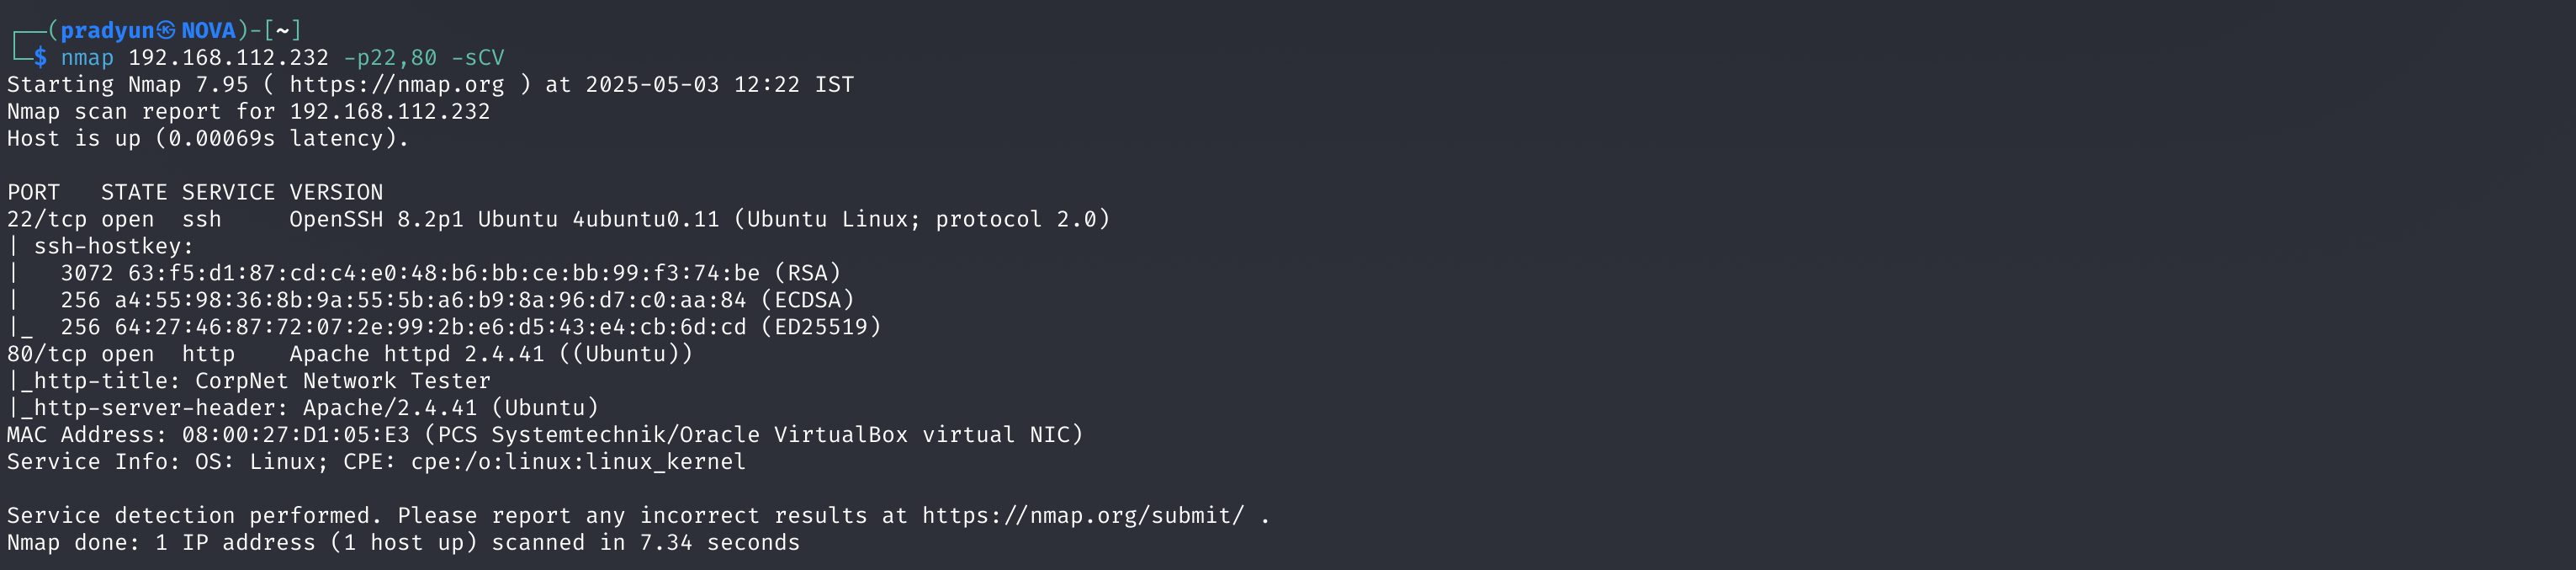 ┌──(pradyun㉿NOVA)-[~]
└─$ nmap 192.168.112.232 -p22,80 -sCV
Starting Nmap 7.95 ( https://nmap.org ) at 2025-05-03 12:22 IST
Nmap scan report for 192.168.112.232
Host is up (0.00069s latency).

PORT   STATE SERVICE VERSION
22/tcp open  ssh     OpenSSH 8.2p1 Ubuntu 4ubuntu0.11 (Ubuntu Linux; protocol 2.0)
| ssh-hostkey:
|   3072 63:f5:d1:87:cd:c4:e0:48:b6:bb:ce:bb:99:f3:74:be (RSA)
|   256 a4:55:98:36:8b:9a:55:5b:a6:b9:8a:96:d7:c0:aa:84 (ECDSA)
|_  256 64:27:46:87:72:07:2e:99:2b:e6:d5:43:e4:cb:6d:cd (ED25519)
80/tcp open  http    Apache httpd 2.4.41 ((Ubuntu))
|_http-title: CorpNet Network Tester
|_http-server-header: Apache/2.4.41 (Ubuntu)
MAC Address: 08:00:27:D1:05:E3 (PCS Systemtechnik/Oracle VirtualBox virtual NIC)
Service Info: OS: Linux; CPE: cpe:/o:linux:linux_kernel

Service detection performed. Please report any incorrect results at https://nmap.org/submit/ .
Nmap done: 1 IP address (1 host up) scanned in 7.34 seconds